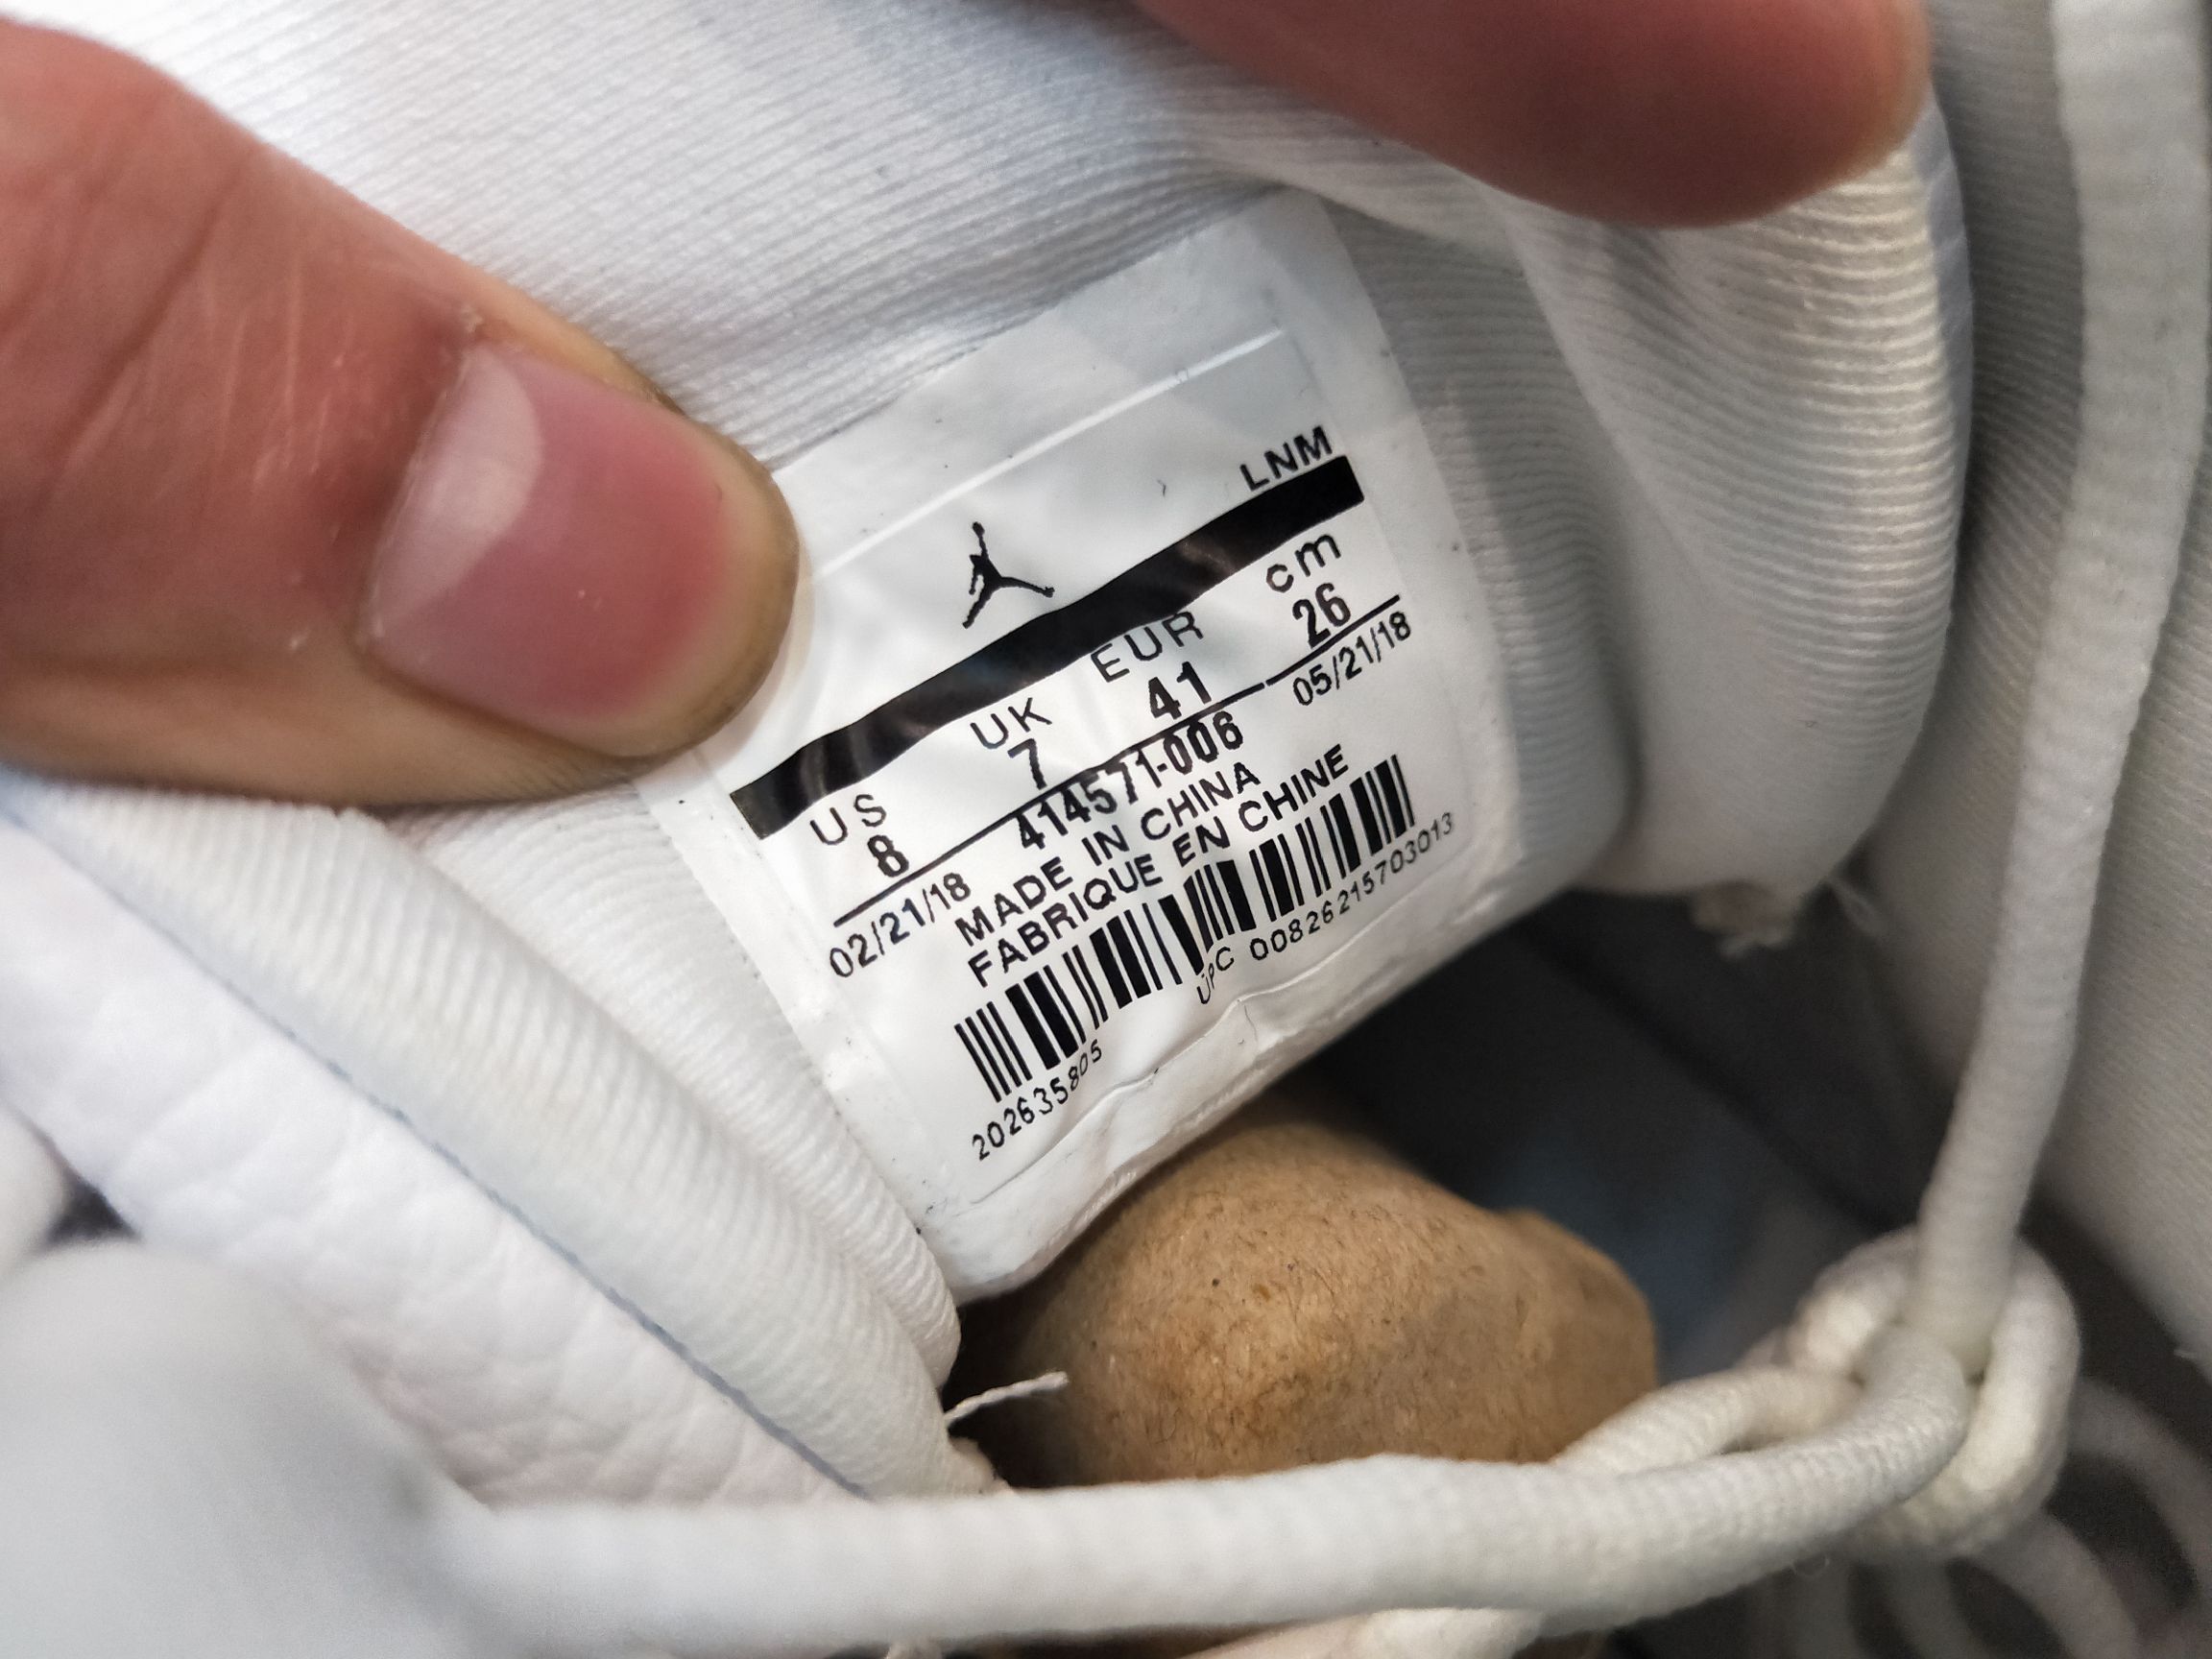 LNM
US UK EUR cm
8 7 41 26
02/21/18 414571-006 05/21/18
MADE IN CHINA
FABRIQUE EN CHINE
202635805 UPC 00826215703013